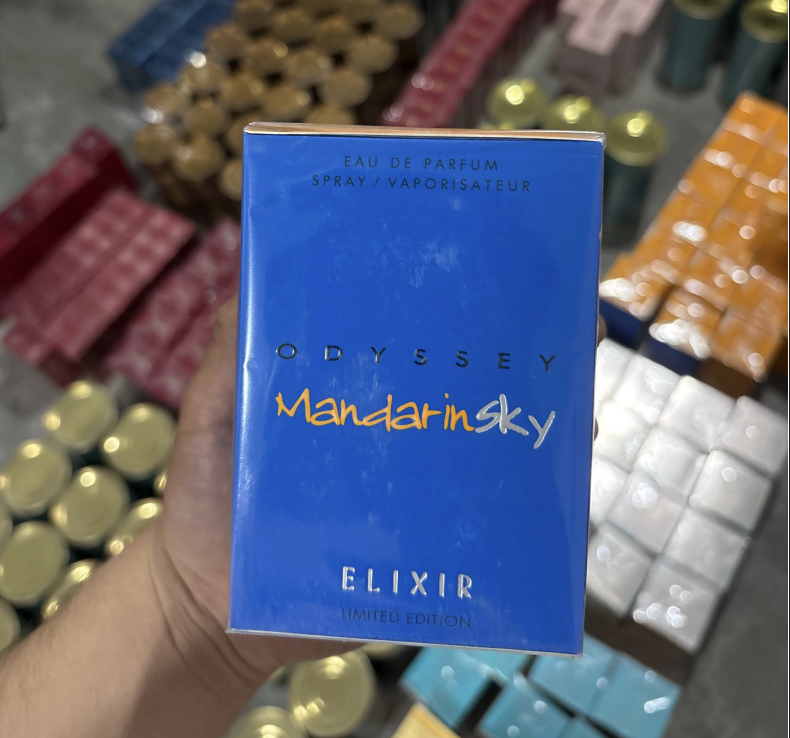 EAU DE PARFUM
SPRAY / VAPORISATEUR
ODYSSEY
Mandarinsky
ELIXIR
LIMITED EDITION